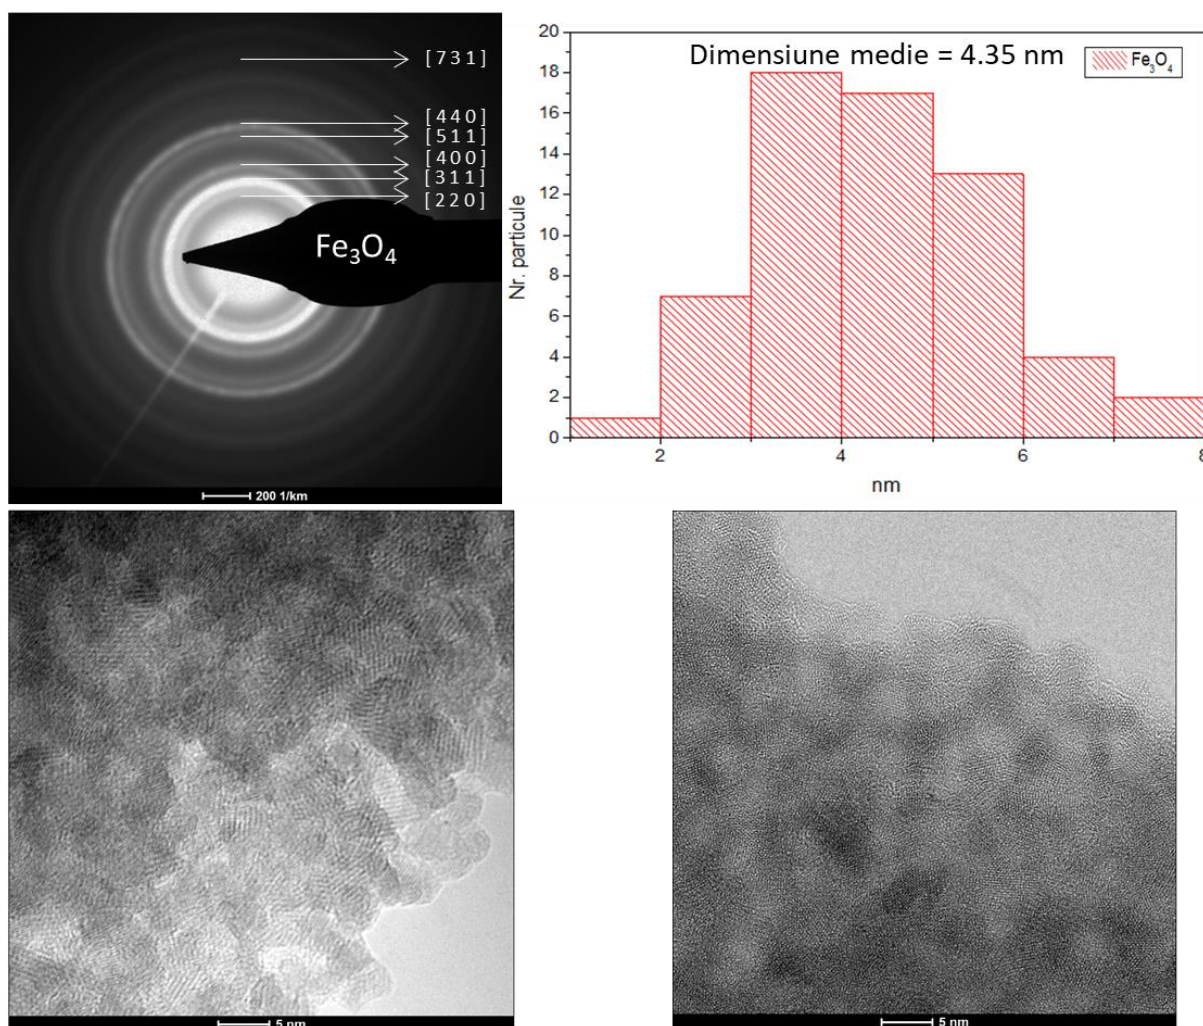 [731]
[440]
[511]
[400]
[311]
[220]
Fe₃O₄
200 1/km
Dimensiune medie = 4.35 nm
Fe₃O₄
20
18
16
14
12
10
8
6
4
2
0
Nr. particule
2 4 6 8
nm
5 nm
5 nm